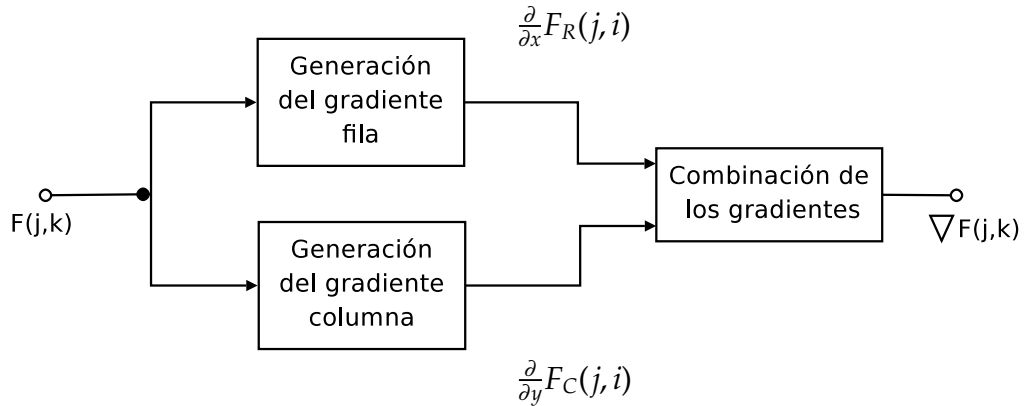 ∂/∂x F_R(j, i)
Generación
del gradiente
fila
Combinación de
los gradientes
F(j,k)
▽F(j,k)
Generación
del gradiente
columna
∂/∂y F_C(j, i)